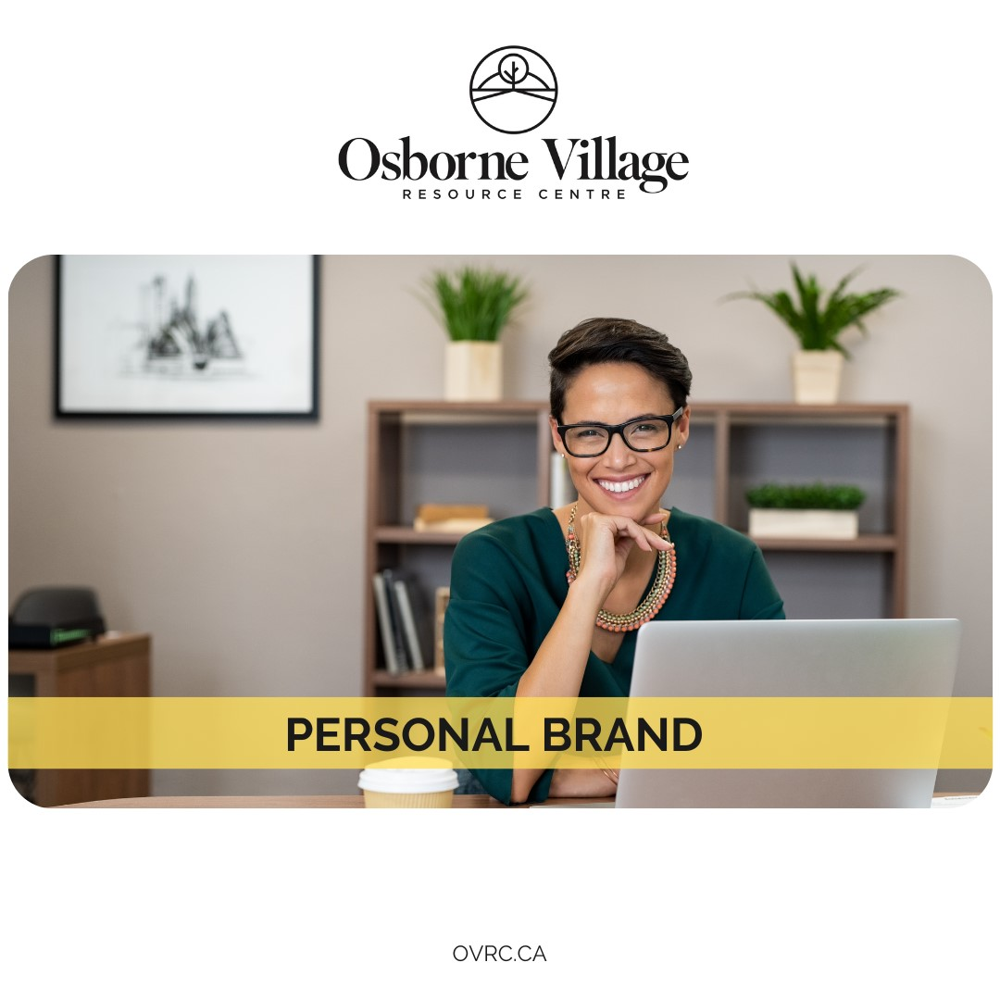 Osborne Village
RESOURCE CENTRE
PERSONAL BRAND
OVRC.CA